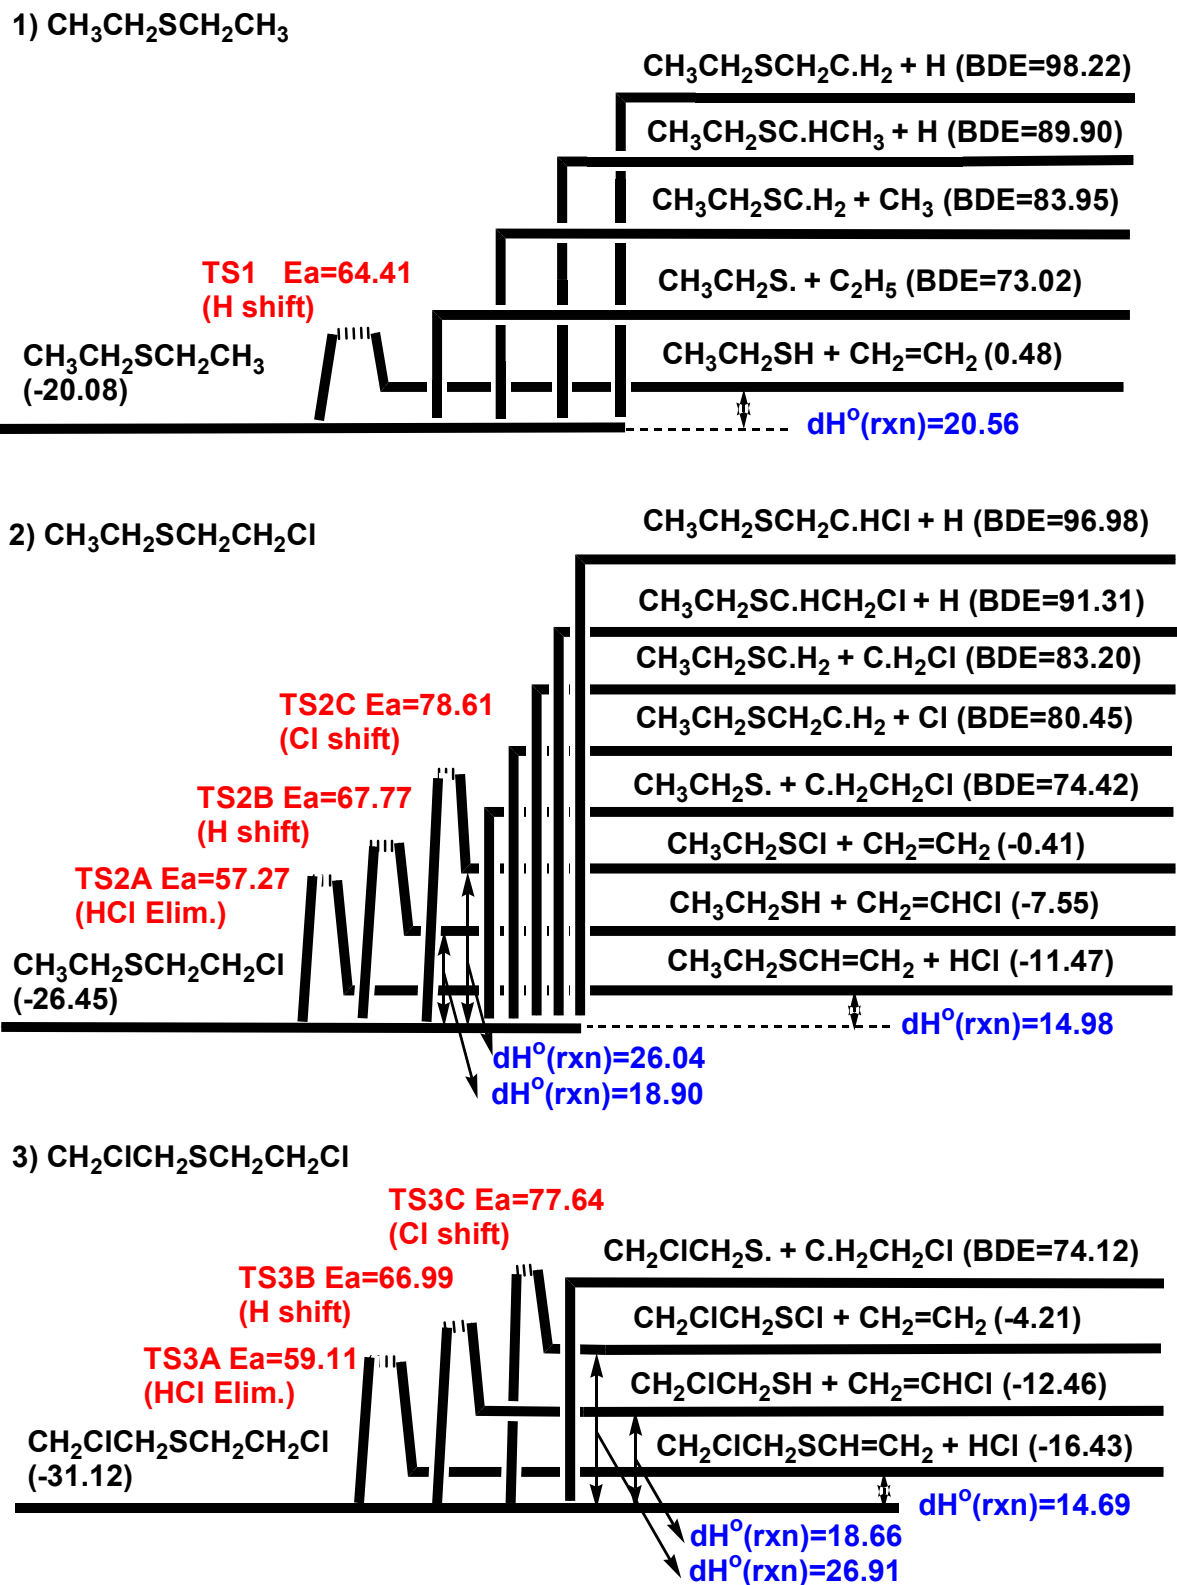 1) CH₃CH₂SCH₂CH₃
CH₃CH₂SCH₂C.H₂ + H (BDE=98.22)
CH₃CH₂SC.HCH₃ + H (BDE=89.90)
CH₃CH₂SC.H₂ + CH₃ (BDE=83.95)
TS1 Ea=64.41
(H shift)
CH₃CH₂S. + C₂H₅ (BDE=73.02)
CH₃CH₂SCH₂CH₃
(-20.08)
CH₃CH₂SH + CH₂=CH₂ (0.48)
dHᵒ(rxn)=20.56
2) CH₃CH₂SCH₂CH₂Cl
CH₃CH₂SCH₂C.HCl + H (BDE=96.98)
CH₃CH₂SC.HCH₂Cl + H (BDE=91.31)
CH₃CH₂SC.H₂ + C.H₂Cl (BDE=83.20)
TS2C Ea=78.61
(Cl shift)
CH₃CH₂SCH₂C.H₂ + Cl (BDE=80.45)
TS2B Ea=67.77
(H shift)
CH₃CH₂S. + C.H₂CH₂Cl (BDE=74.42)
CH₃CH₂SCl + CH₂=CH₂ (-0.41)
TS2A Ea=57.27
(HCl Elim.)
CH₃CH₂SH + CH₂=CHCl (-7.55)
CH₃CH₂SCH₂CH₂Cl
(-26.45)
CH₃CH₂SCH=CH₂ + HCl (-11.47)
dHᵒ(rxn)=14.98
dHᵒ(rxn)=26.04
dHᵒ(rxn)=18.90
3) CH₂ClCH₂SCH₂CH₂Cl
TS3C Ea=77.64
(Cl shift)
CH₂ClCH₂S. + C.H₂CH₂Cl (BDE=74.12)
TS3B Ea=66.99
(H shift)
CH₂ClCH₂SCl + CH₂=CH₂ (-4.21)
TS3A Ea=59.11
(HCl Elim.)
CH₂ClCH₂SH + CH₂=CHCl (-12.46)
CH₂ClCH₂SCH₂CH₂Cl
(-31.12)
CH₂ClCH₂SCH=CH₂ + HCl (-16.43)
dHᵒ(rxn)=14.69
dHᵒ(rxn)=18.66
dHᵒ(rxn)=26.91